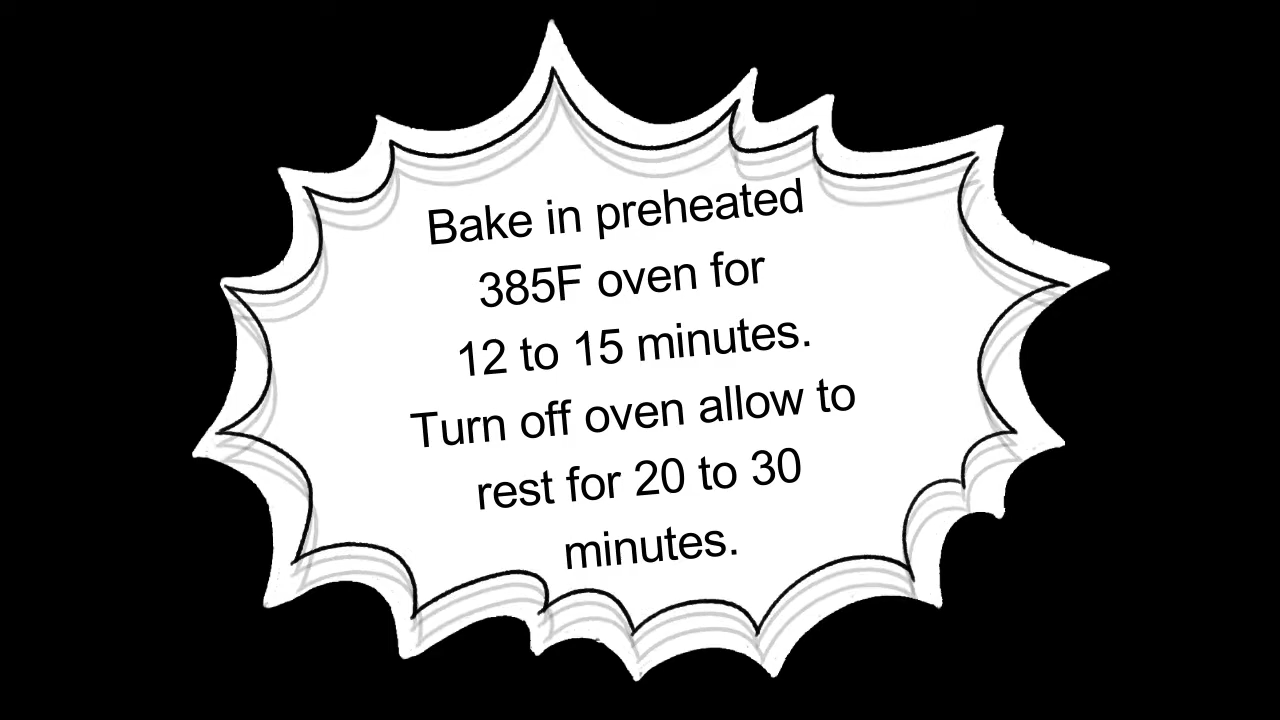 Bake in preheated
385F oven for
12 to 15 minutes.
Turn off oven allow to
rest for 20 to 30
minutes.